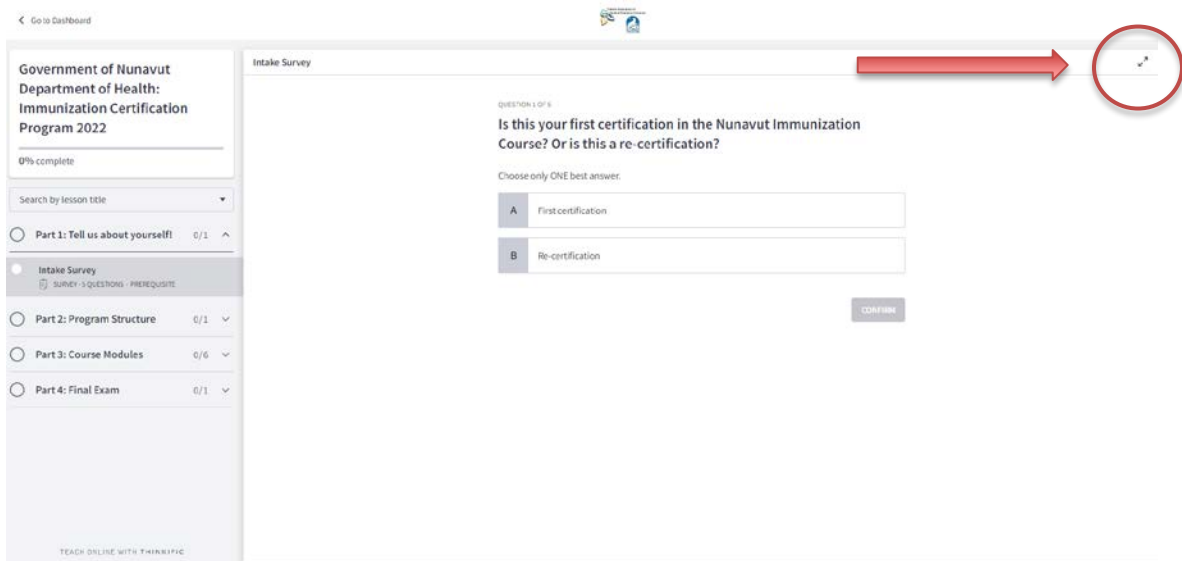 Go to Dashboard
Government of Nunavut
Department of Health:
Immunization Certification
Program 2022
0% complete
Search by lesson title
Part 1: Tell us about yourself! 0/1
Intake Survey
SURVEY · 5 QUESTIONS · PREREQUISITE
Part 2: Program Structure 0/1
Part 3: Course Modules 0/6
Part 4: Final Exam 0/1
TEACH ONLINE WITH THINKIFIC
Intake Survey
QUESTION 1 OF 5
Is this your first certification in the Nunavut Immunization
Course? Or is this a re-certification?
Choose only ONE best answer.
A First certification
B Re-certification
CONFIRM